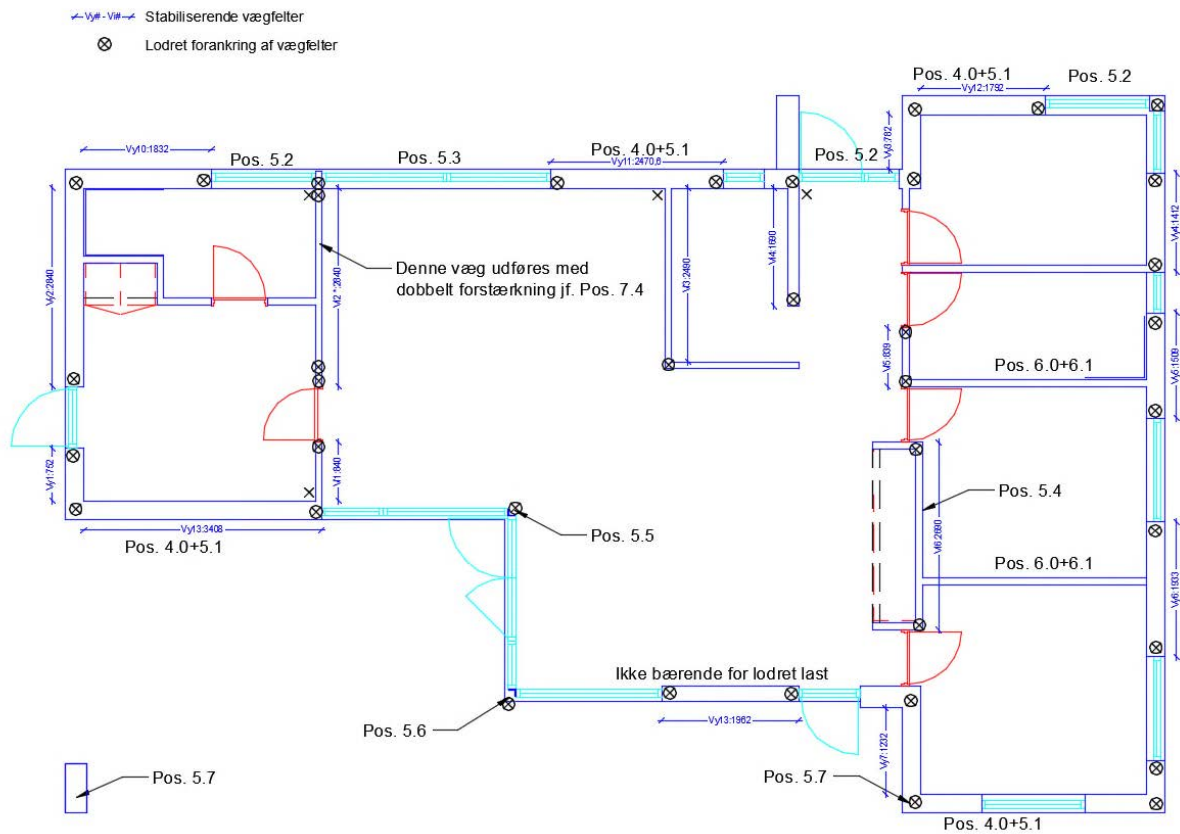 Vy# - Vi# Stabiliserende vægfelter
Lodret forankring af vægfelter
Pos. 4.0+5.1
Pos. 5.2
Vy12:1792
Vy3:782
Vy10:1832
Pos. 5.2
Pos. 5.3
Pos. 4.0+5.1
Vy11:2470,6
Pos. 5.2
Vy4:1412
Vy2:2840
Vi2 *:2840
Denne væg udføres med
dobbelt forstærkning jf. Pos. 7.4
Vi3:2490
Vi4:1690
Vi5:839
Vy5:1509
Pos. 6.0+6.1
Vy1:752
Vi1:840
Pos. 5.4
Vy13:3408
Pos. 4.0+5.1
Pos. 5.5
Vi6:2690
Pos. 6.0+6.1
Vy6:1933
Ikke bærende for lodret last
Vy13:1962
Pos. 5.6
Vy7:1232
Pos. 5.7
Pos. 5.7
Pos. 4.0+5.1